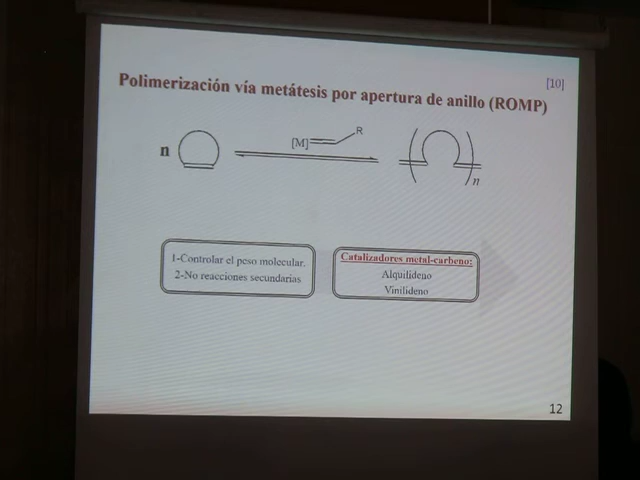 [10]
Polimerización vía metátesis por apertura de anillo (ROMP)
n
[M]
R
n
1-Controlar el peso molecular.
2-No reacciones secundarias
Catalizadores metal-carbeno:
Alquilideno
Vinilideno
12